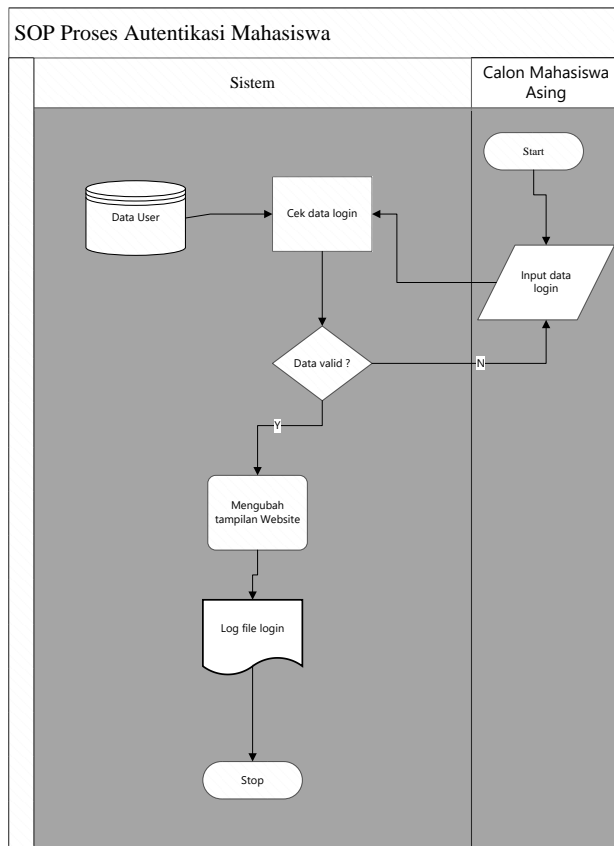 SOP Proses Autentikasi Mahasiswa
Sistem
Calon Mahasiswa
Asing
Start
Data User
Cek data login
Input data
login
Data valid ?
N
Y
Mengubah
tampilan Website
Log file login
Stop